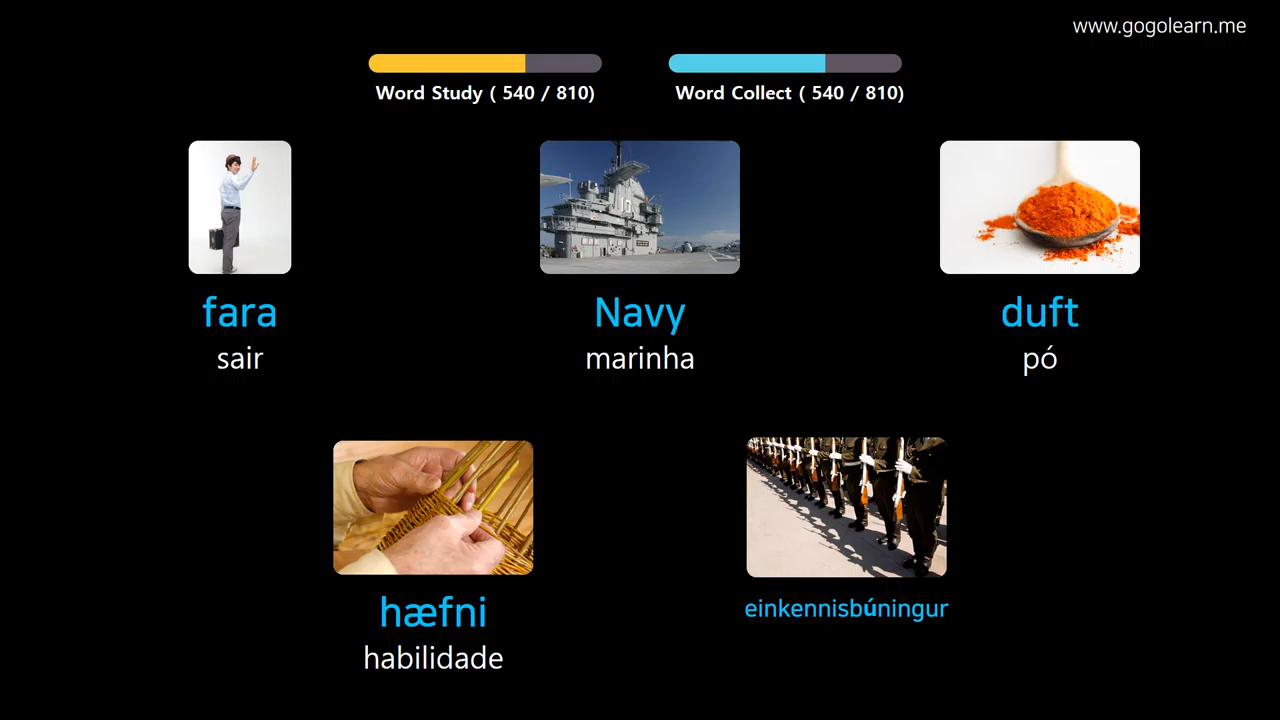 www.gogolearn.me
Word Study ( 540 / 810)
Word Collect ( 540 / 810)
fara
sair
Navy
marinha
duft
pó
hæfni
habilidade
einkennisbúningur